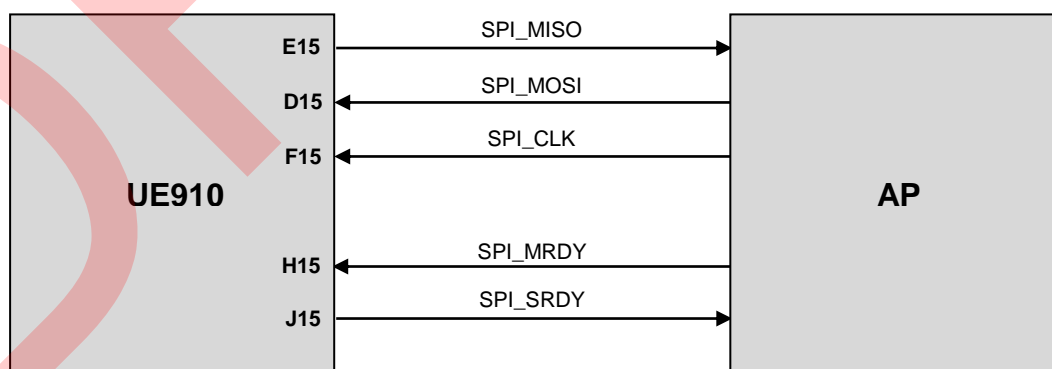 E15 SPI_MISO
D15 SPI_MOSI
F15 SPI_CLK
UE910 AP
H15 SPI_MRDY
J15 SPI_SRDY